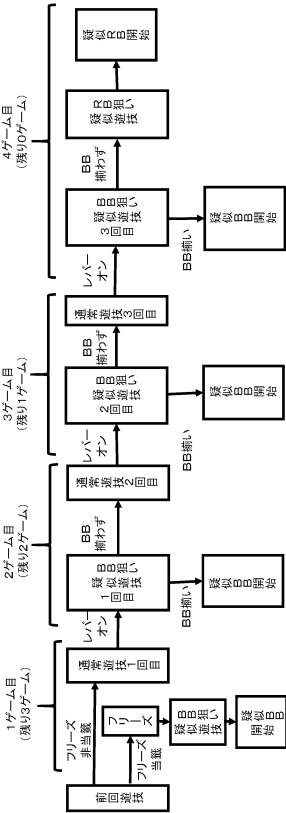 1ゲーム目
(残り3ゲーム)
2ゲーム目
(残り2ゲーム)
3ゲーム目
(残り1ゲーム)
4ゲーム目
(残り0ゲーム)
前回遊技
フリーズ
非当籤
通常遊技1回目
フリーズ
当籤
フリーズ
BB狙い
疑似遊技
疑似BB
開始
レバー
オン
BB狙い
疑似遊技
1回目
BB揃い
疑似BB開始
BB
揃わず
通常遊技2回目
レバー
オン
BB狙い
疑似遊技
2回目
BB揃い
疑似BB開始
BB
揃わず
通常遊技3回目
レバー
オン
BB狙い
疑似遊技
3回目
BB揃い
疑似BB開始
BB
揃わず
RB狙い
疑似遊技
疑似RB開始